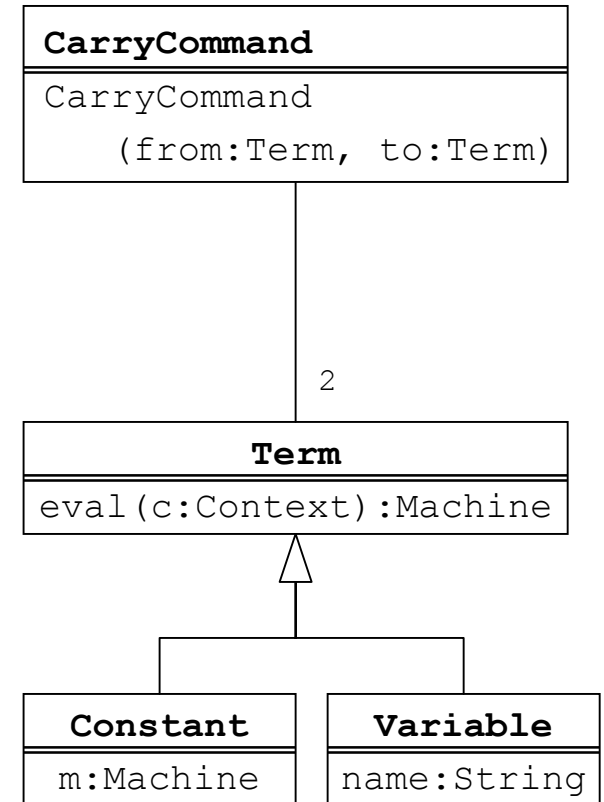 CarryCommand
CarryCommand
(from:Term, to:Term)
2
Term
eval(c:Context):Machine
Constant
Variable
m:Machine
name:String